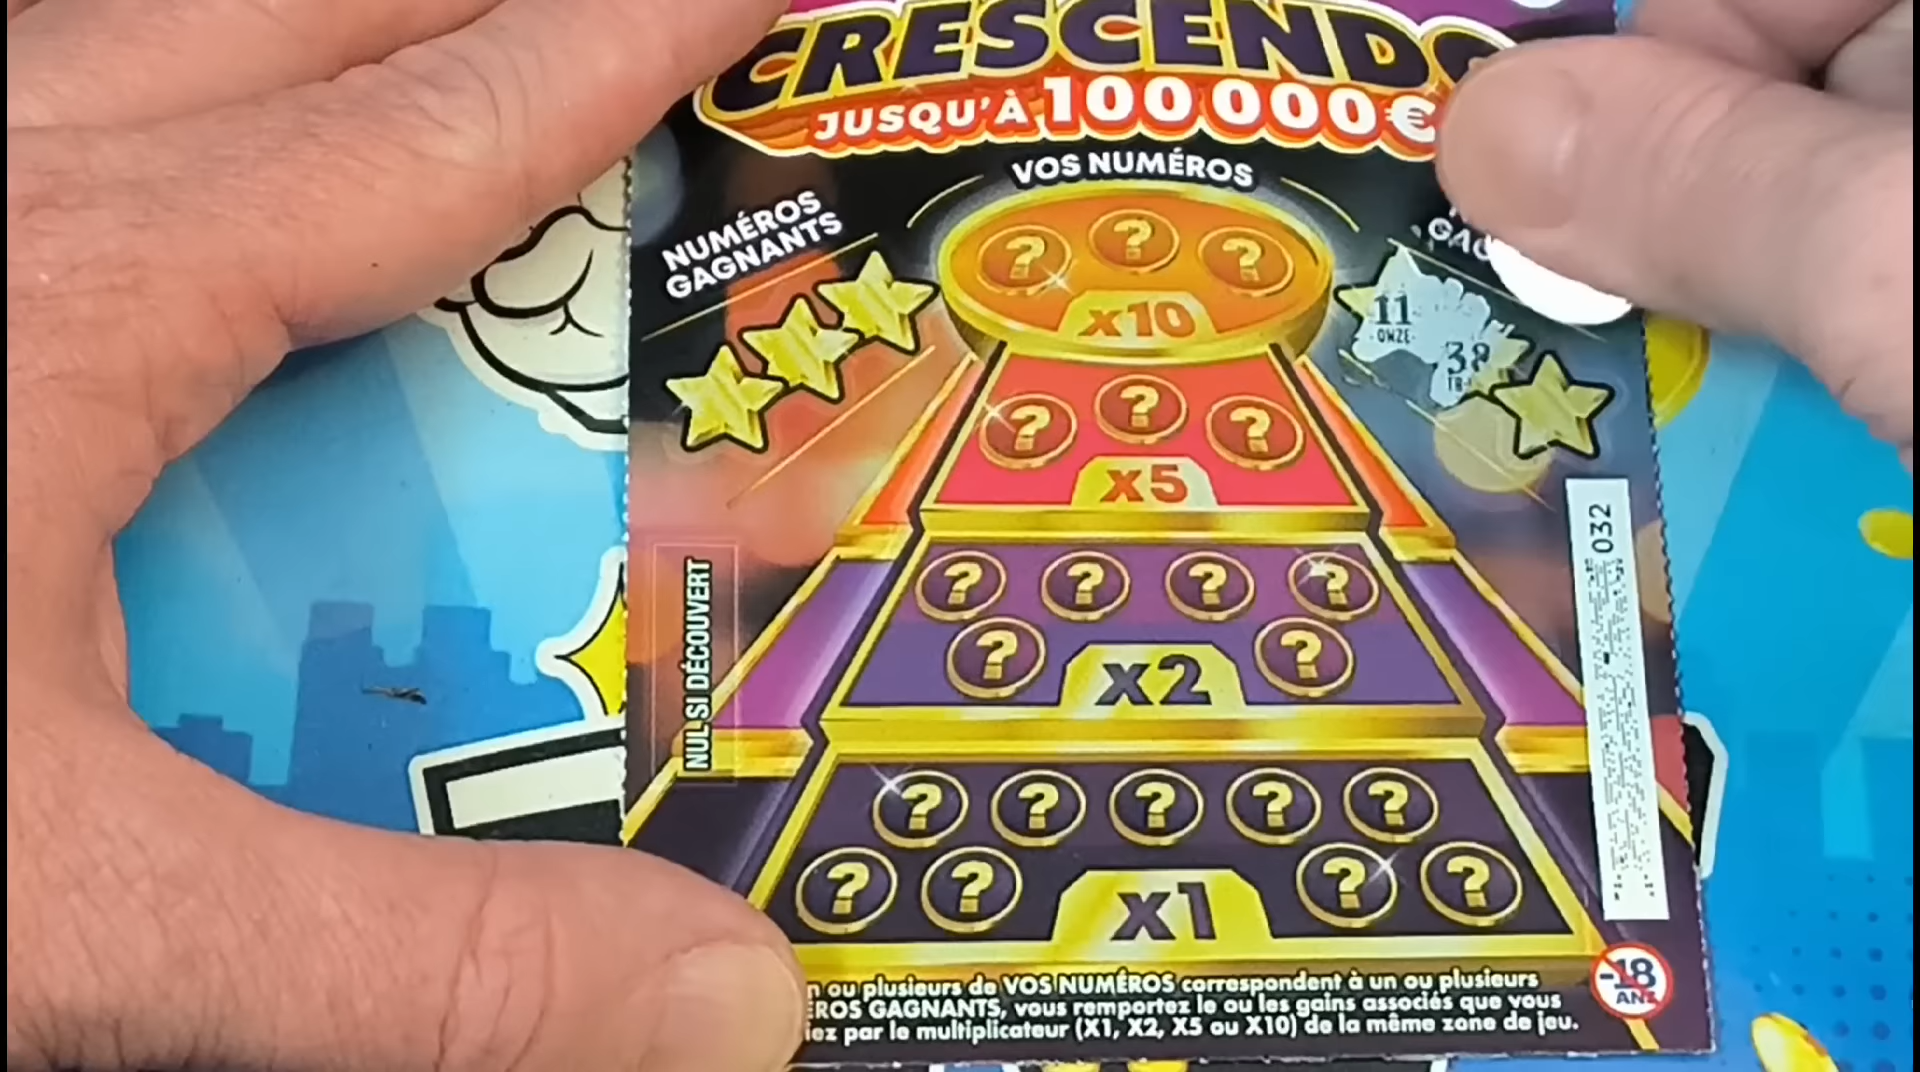 CRESCENDO
JUSQU'À 100 000€
VOS NUMÉROS
NUMÉROS
GAGNANTS
? ? ?
x10
11
ONZE
38
? ? ?
x5
? ? ? ?
? ?
x2
? ? ? ? ?
? ? ? ?
x1
NUL SI DÉCOUVERT
032
ou plusieurs de VOS NUMÉROS correspondent à un ou plusieurs
GAGNANTS, vous remportez le ou les gains associés que vous
par le multiplicateur (X1, X2, X5 ou X10) de la même zone de jeu.
-18
ANS